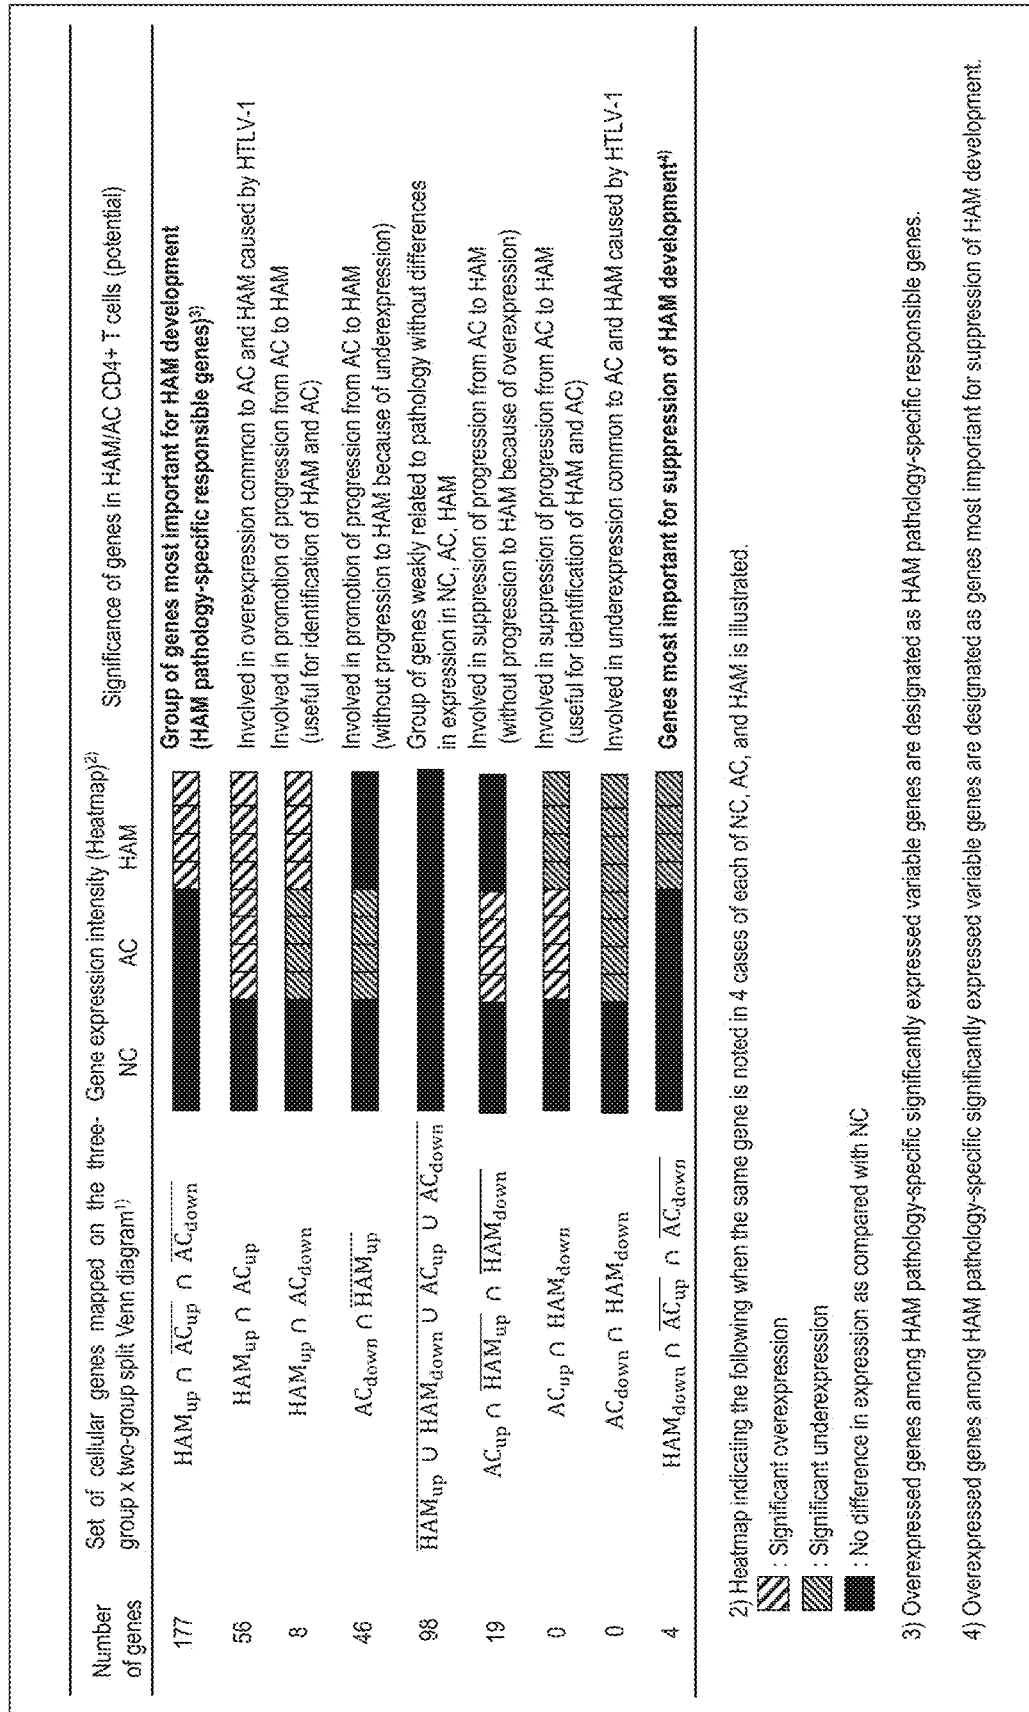 Number of genes
Set of cellular genes mapped on the three-group x two-group split Venn diagram1)
Gene expression intensity (Heatmap)2)
NC AC HAM
Significance of genes in HAM/AC CD4+ T cells (potential)
177
HAMup ∩ A̅C̅u̅p̅ ∩ A̅C̅d̅o̅w̅n̅
Group of genes most important for HAM development
(HAM pathology-specific responsible genes)3)
56
HAMup ∩ ACup
Involved in overexpression common to AC and HAM caused by HTLV-1
8
HAMup ∩ ACdown
Involved in promotion of progression from AC to HAM
(useful for identification of HAM and AC)
46
ACdown ∩ H̅A̅M̅u̅p̅
Involved in promotion of progression from AC to HAM
(without progression to HAM because of underexpression)
98
H̅A̅M̅u̅p̅ ̅∪̅ ̅H̅A̅M̅d̅o̅w̅n̅ ̅∪̅ ̅A̅C̅u̅p̅ ̅∪̅ ̅A̅C̅d̅o̅w̅n̅
Group of genes weakly related to pathology without differences
in expression in NC, AC, HAM
19
ACup ∩ H̅A̅M̅u̅p̅ ∩ H̅A̅M̅d̅o̅w̅n̅
Involved in suppression of progression from AC to HAM
(without progression to HAM because of overexpression)
0
ACup ∩ HAMdown
Involved in suppression of progression from AC to HAM
(useful for identification of HAM and AC)
0
ACdown ∩ HAMdown
Involved in underexpression common to AC and HAM caused by HTLV-1
4
HAMdown ∩ A̅C̅u̅p̅ ∩ A̅C̅d̅o̅w̅n̅
Genes most important for suppression of HAM development4)
2) Heatmap indicating the following when the same gene is noted in 4 cases of each of NC, AC, and HAM is illustrated.
: Significant overexpression
: Significant underexpression
: No difference in expression as compared with NC
3) Overexpressed genes among HAM pathology-specific significantly expressed variable genes are designated as HAM pathology-specific responsible genes.
4) Overexpressed genes among HAM pathology-specific significantly expressed variable genes are designated as genes most important for suppression of HAM development.